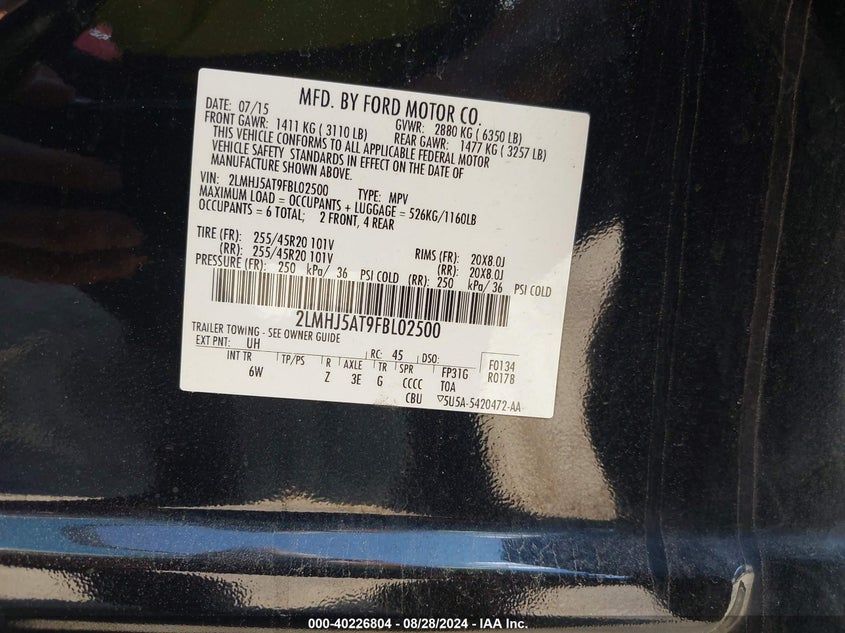 MFD. BY FORD MOTOR CO.
DATE: 07/15 GVWR: 2880 KG ( 6350 LB)
FRONT GAWR: 1411 KG ( 3110 LB) REAR GAWR: 1477 KG ( 3257 LB)
THIS VEHICLE CONFORMS TO ALL APPLICABLE FEDERAL MOTOR
VEHICLE SAFETY STANDARDS IN EFFECT ON THE DATE OF
MANUFACTURE SHOWN ABOVE.
VIN: 2LMHJ5AT9FBL02500 TYPE: MPV
MAXIMUM LOAD = OCCUPANTS + LUGGAGE = 526KG/1160LB
OCCUPANTS = 6 TOTAL; 2 FRONT, 4 REAR
TIRE (FR): 255/45R20 101V RIMS (FR): 20X8.0J
(RR): 255/45R20 101V (RR): 20X8.0J
PRESSURE (FR): 250 kPa/ 36 PSI COLD (RR): 250 kPa/ 36 PSI COLD
2LMHJ5AT9FBL02500
TRAILER TOWING - SEE OWNER GUIDE
EXT PNT: UH RC: 45 DSO: F0134
INT TR TP/PS R AXLE TR SPR FP31G R0178
6W Z 3E G CCCC TOA
CBU ▽5U5A-5420472-AA
000-40226804 - 08/28/2024 - IAA Inc.